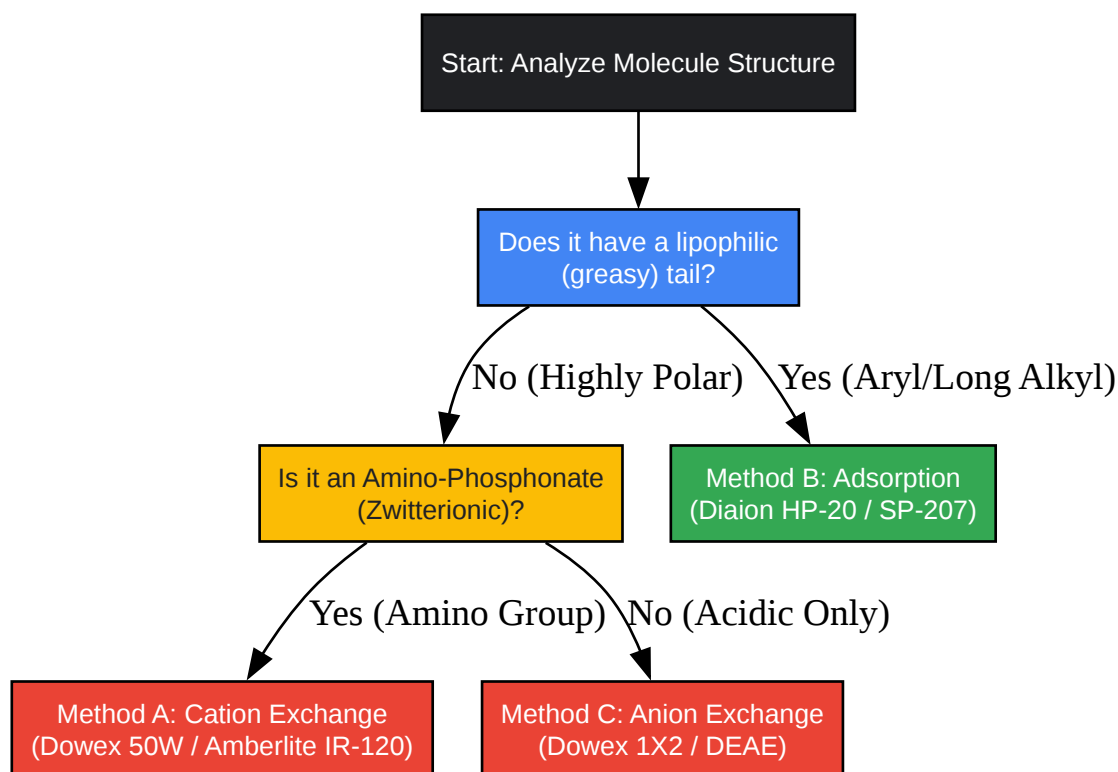 Start: Analyze Molecule Structure
Does it have a lipophilic
(greasy) tail?
No (Highly Polar)
Yes (Aryl/Long Alkyl)
Is it an Amino-Phosphonate
(Zwitterionic)?
Method B: Adsorption
(Diaion HP-20 / SP-207)
Yes (Amino Group)
No (Acidic Only)
Method A: Cation Exchange
(Dowex 50W / Amberlite IR-120)
Method C: Anion Exchange
(Dowex 1X2 / DEAE)